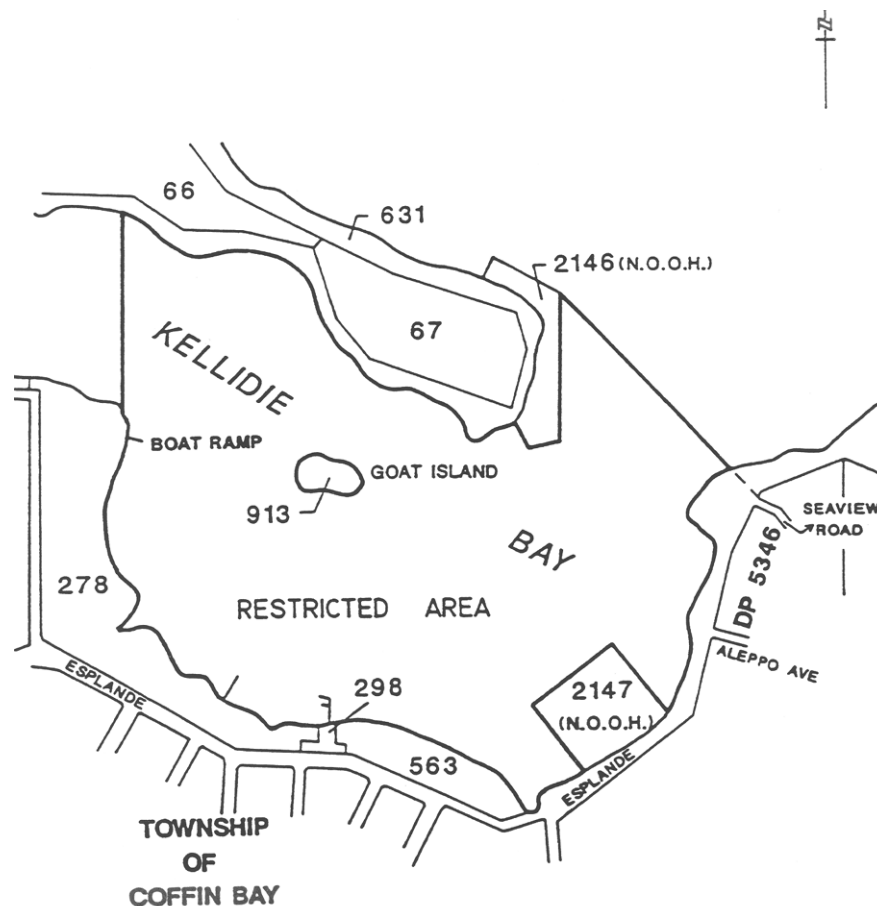 N
66
631
2146 (N.O.O.H.)
67
KELLIDIE
BOAT RAMP
GOAT ISLAND
913
SEAVIEW
ROAD
BAY
DP 5346
278
RESTRICTED AREA
ALEPPO AVE
ESPLANDE
298
2147
(N.O.O.H.)
563
ESPLANDE
TOWNSHIP
OF
COFFIN BAY